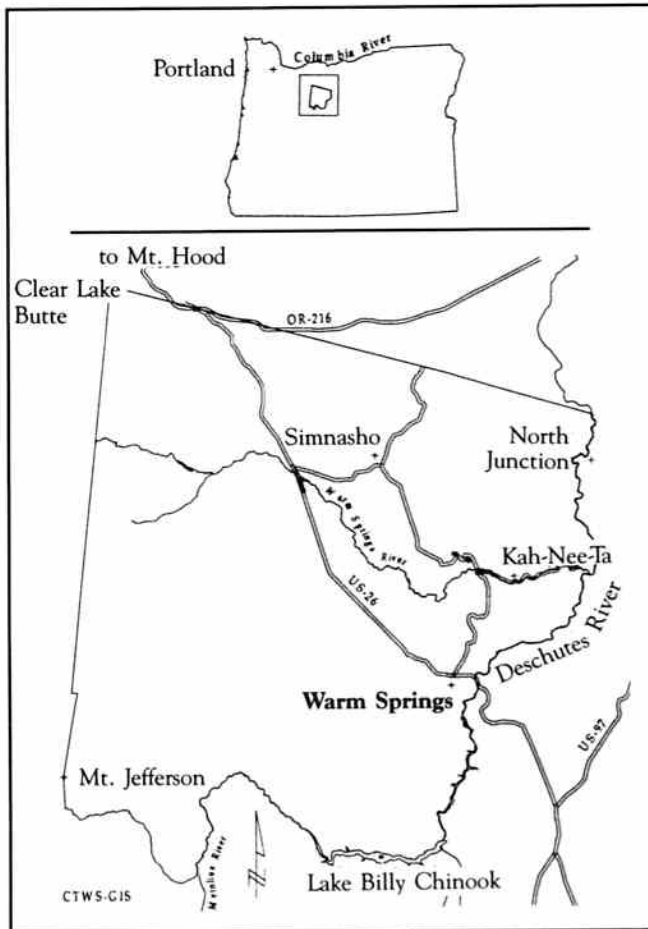 Columbia River
Portland
to Mt. Hood
Clear Lake
Butte
OR-216
Simnasho
North
Junction
Warm Springs River
Kah-Nee-Ta
US-26
Deschutes River
Warm Springs
US-97
Mt. Jefferson
Metolius River
Lake Billy Chinook
CTWS-GIS